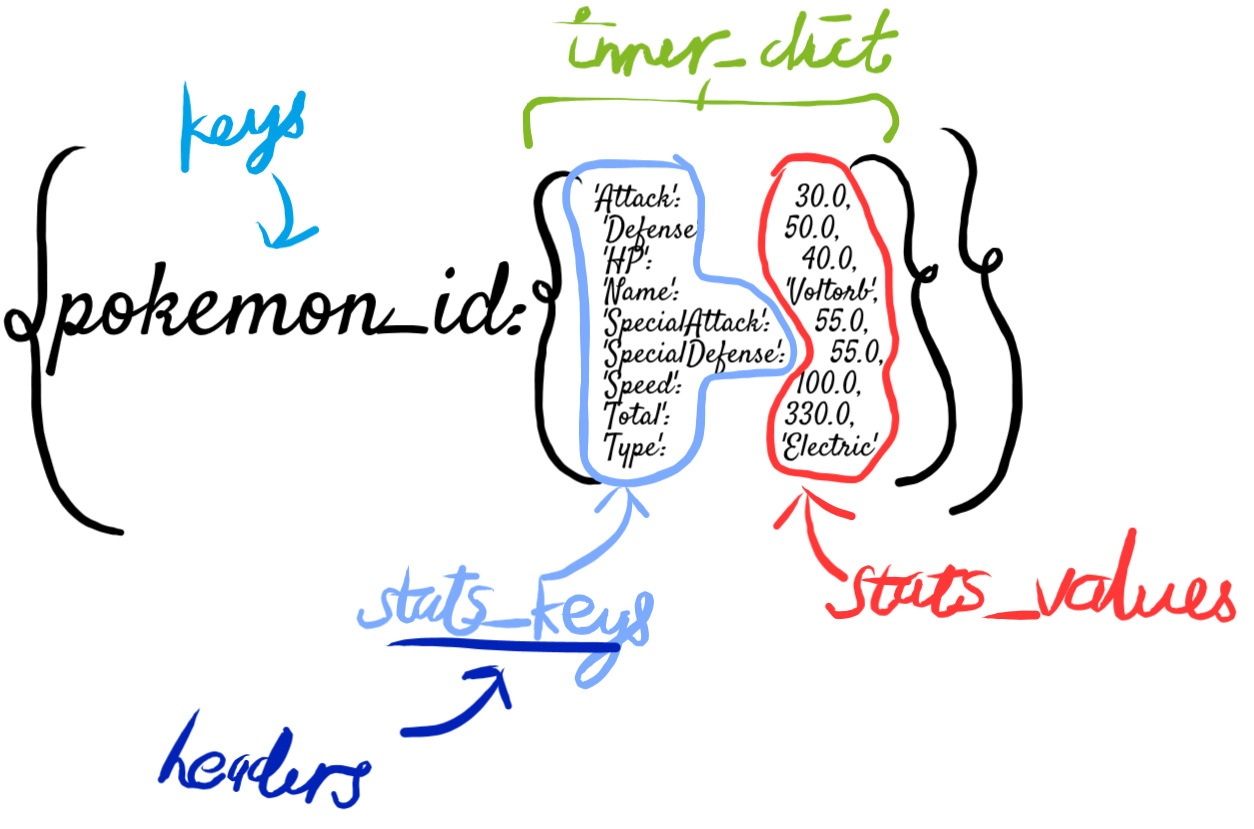 inner_dict
keys
{pokemon_id: {'Attack': 30.0,
'Defense' 50.0,
'HP': 40.0,
'Name': 'Voltorb',
'SpecialAttack': 55.0,
'SpecialDefense': 55.0,
'Speed': 100.0,
'Total': 330.0,
'Type': 'Electric'}}
stats_keys
stats_values
headers